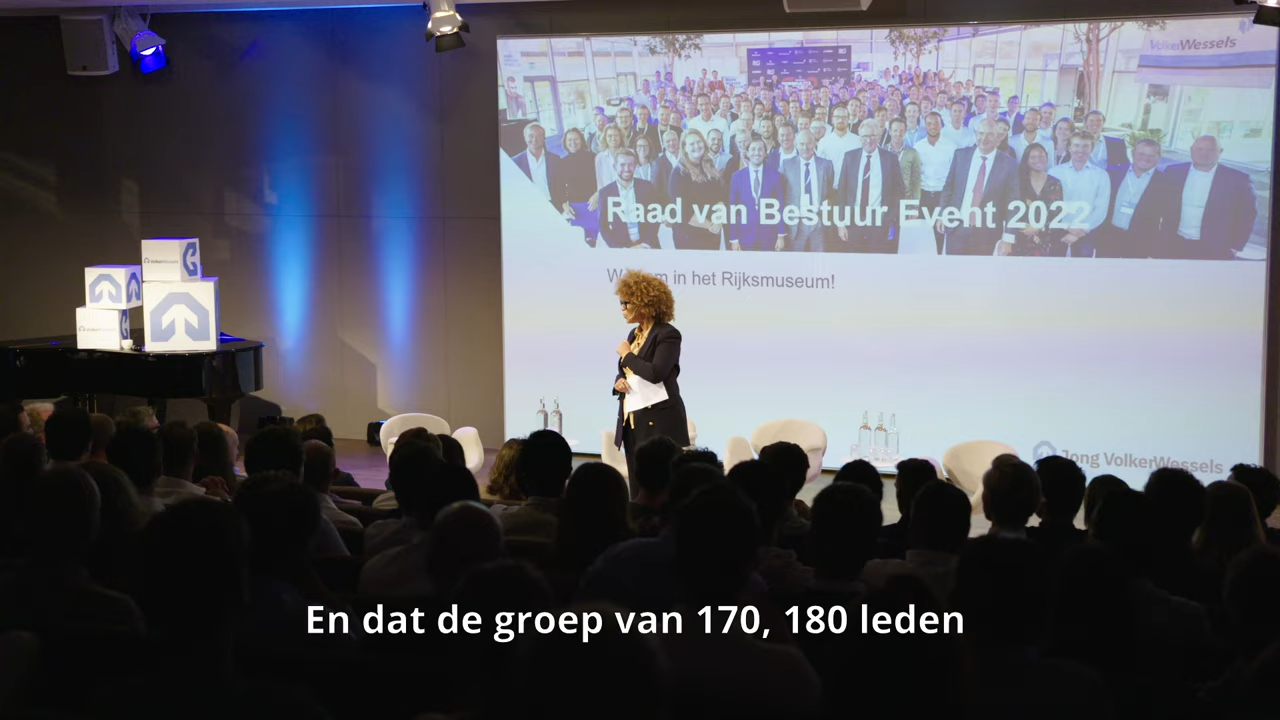 VolkerWessels
Raad van Bestuur Event 2022
in het Rijksmuseum!
VolkerWessels
Jong VolkerWessels
En dat de groep van 170, 180 leden